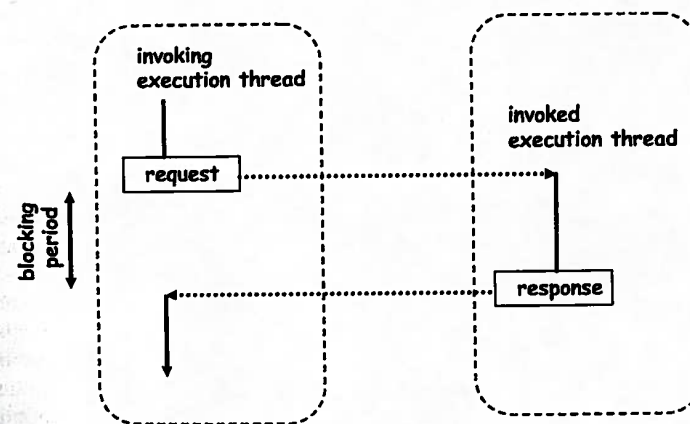 invoking
execution thread
invoked
execution thread
request
blocking
period
response